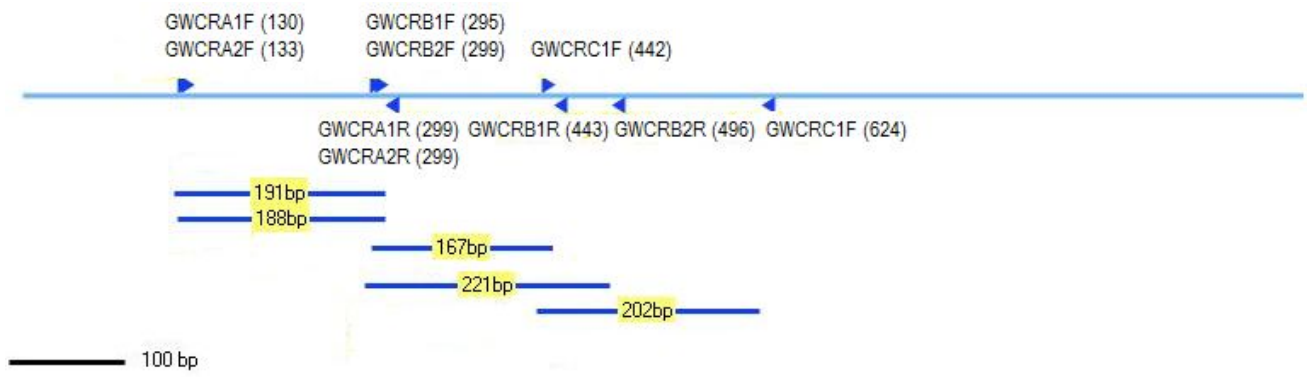 GWCRA1F (130) GWCRB1F (295)
GWCRA2F (133) GWCRB2F (299) GWCRC1F (442)
GWCRA1R (299) GWCRB1R (443) GWCRB2R (496) GWCRC1F (624)
GWCRA2R (299)
191bp
188bp
167bp
221bp
202bp
100 bp